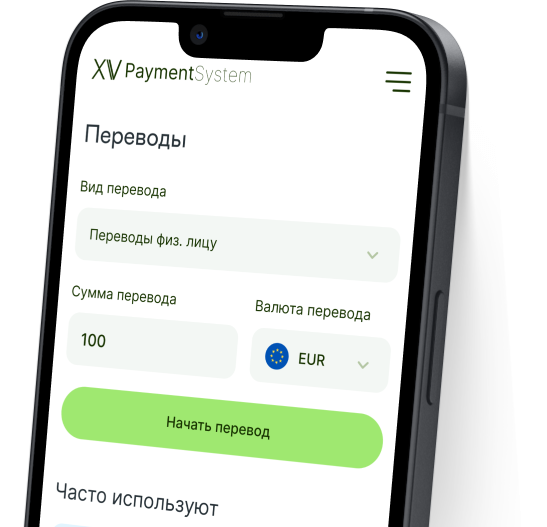 XV PaymentSystem
Переводы
Вид перевода
Переводы физ. лицу
Сумма перевода
Валюта перевода
100
EUR
Начать перевод
Часто используют